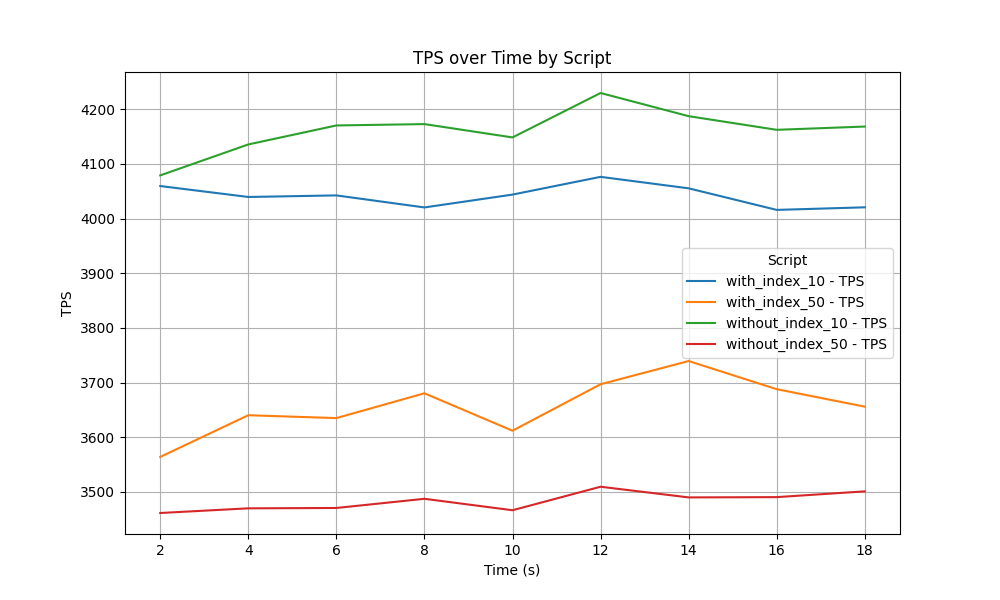 TPS over Time by Script
TPS
4200
4100
4000
3900
3800
3700
3600
3500
Script
with_index_10 - TPS
with_index_50 - TPS
without_index_10 - TPS
without_index_50 - TPS
2 4 6 8 10 12 14 16 18
Time (s)